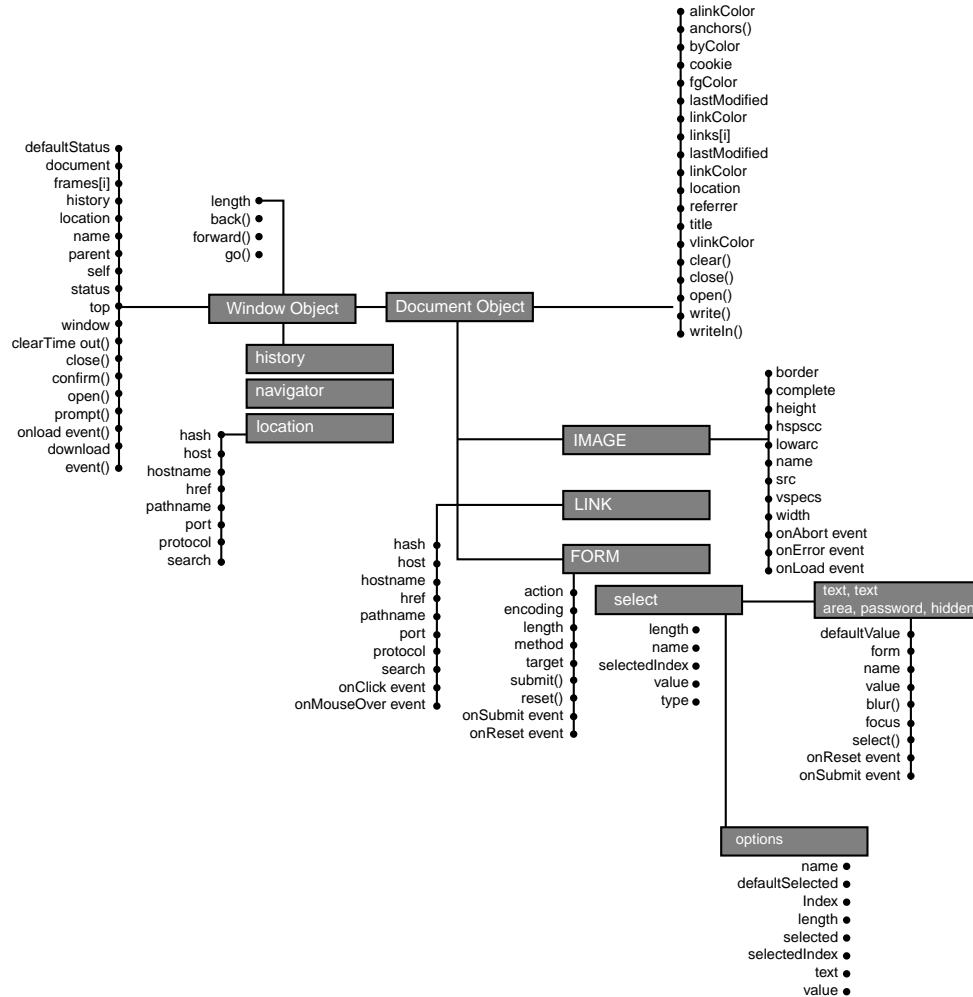 alinkColor
anchors()
byColor
cookie
fgColor
lastModified
linkColor
links[i]
lastModified
linkColor
location
referrer
title
vlinkColor
clear()
close()
open()
write()
writeIn()
defaultStatus
document
frames[i]
history
location
name
parent
self
status
top
window
clearTime out()
close()
confirm()
open()
prompt()
onload event()
download
event()
length
back()
forward()
go()
Window Object
Document Object
history
navigator
location
hash
host
hostname
href
pathname
port
protocol
search
IMAGE
border
complete
height
hspscc
lowarc
name
src
vspecs
width
onAbort event
onError event
onLoad event
LINK
hash
host
hostname
href
pathname
port
protocol
search
onClick event
onMouseOver event
FORM
action
encoding
length
method
target
submit()
reset()
onSubmit event
onReset event
select
length
name
selectedIndex
value
type
text, text
area, password, hidden
defaultValue
form
name
value
blur()
focus
select()
onReset event
onSubmit event
options
name
defaultSelected
Index
length
selected
selectedIndex
text
value